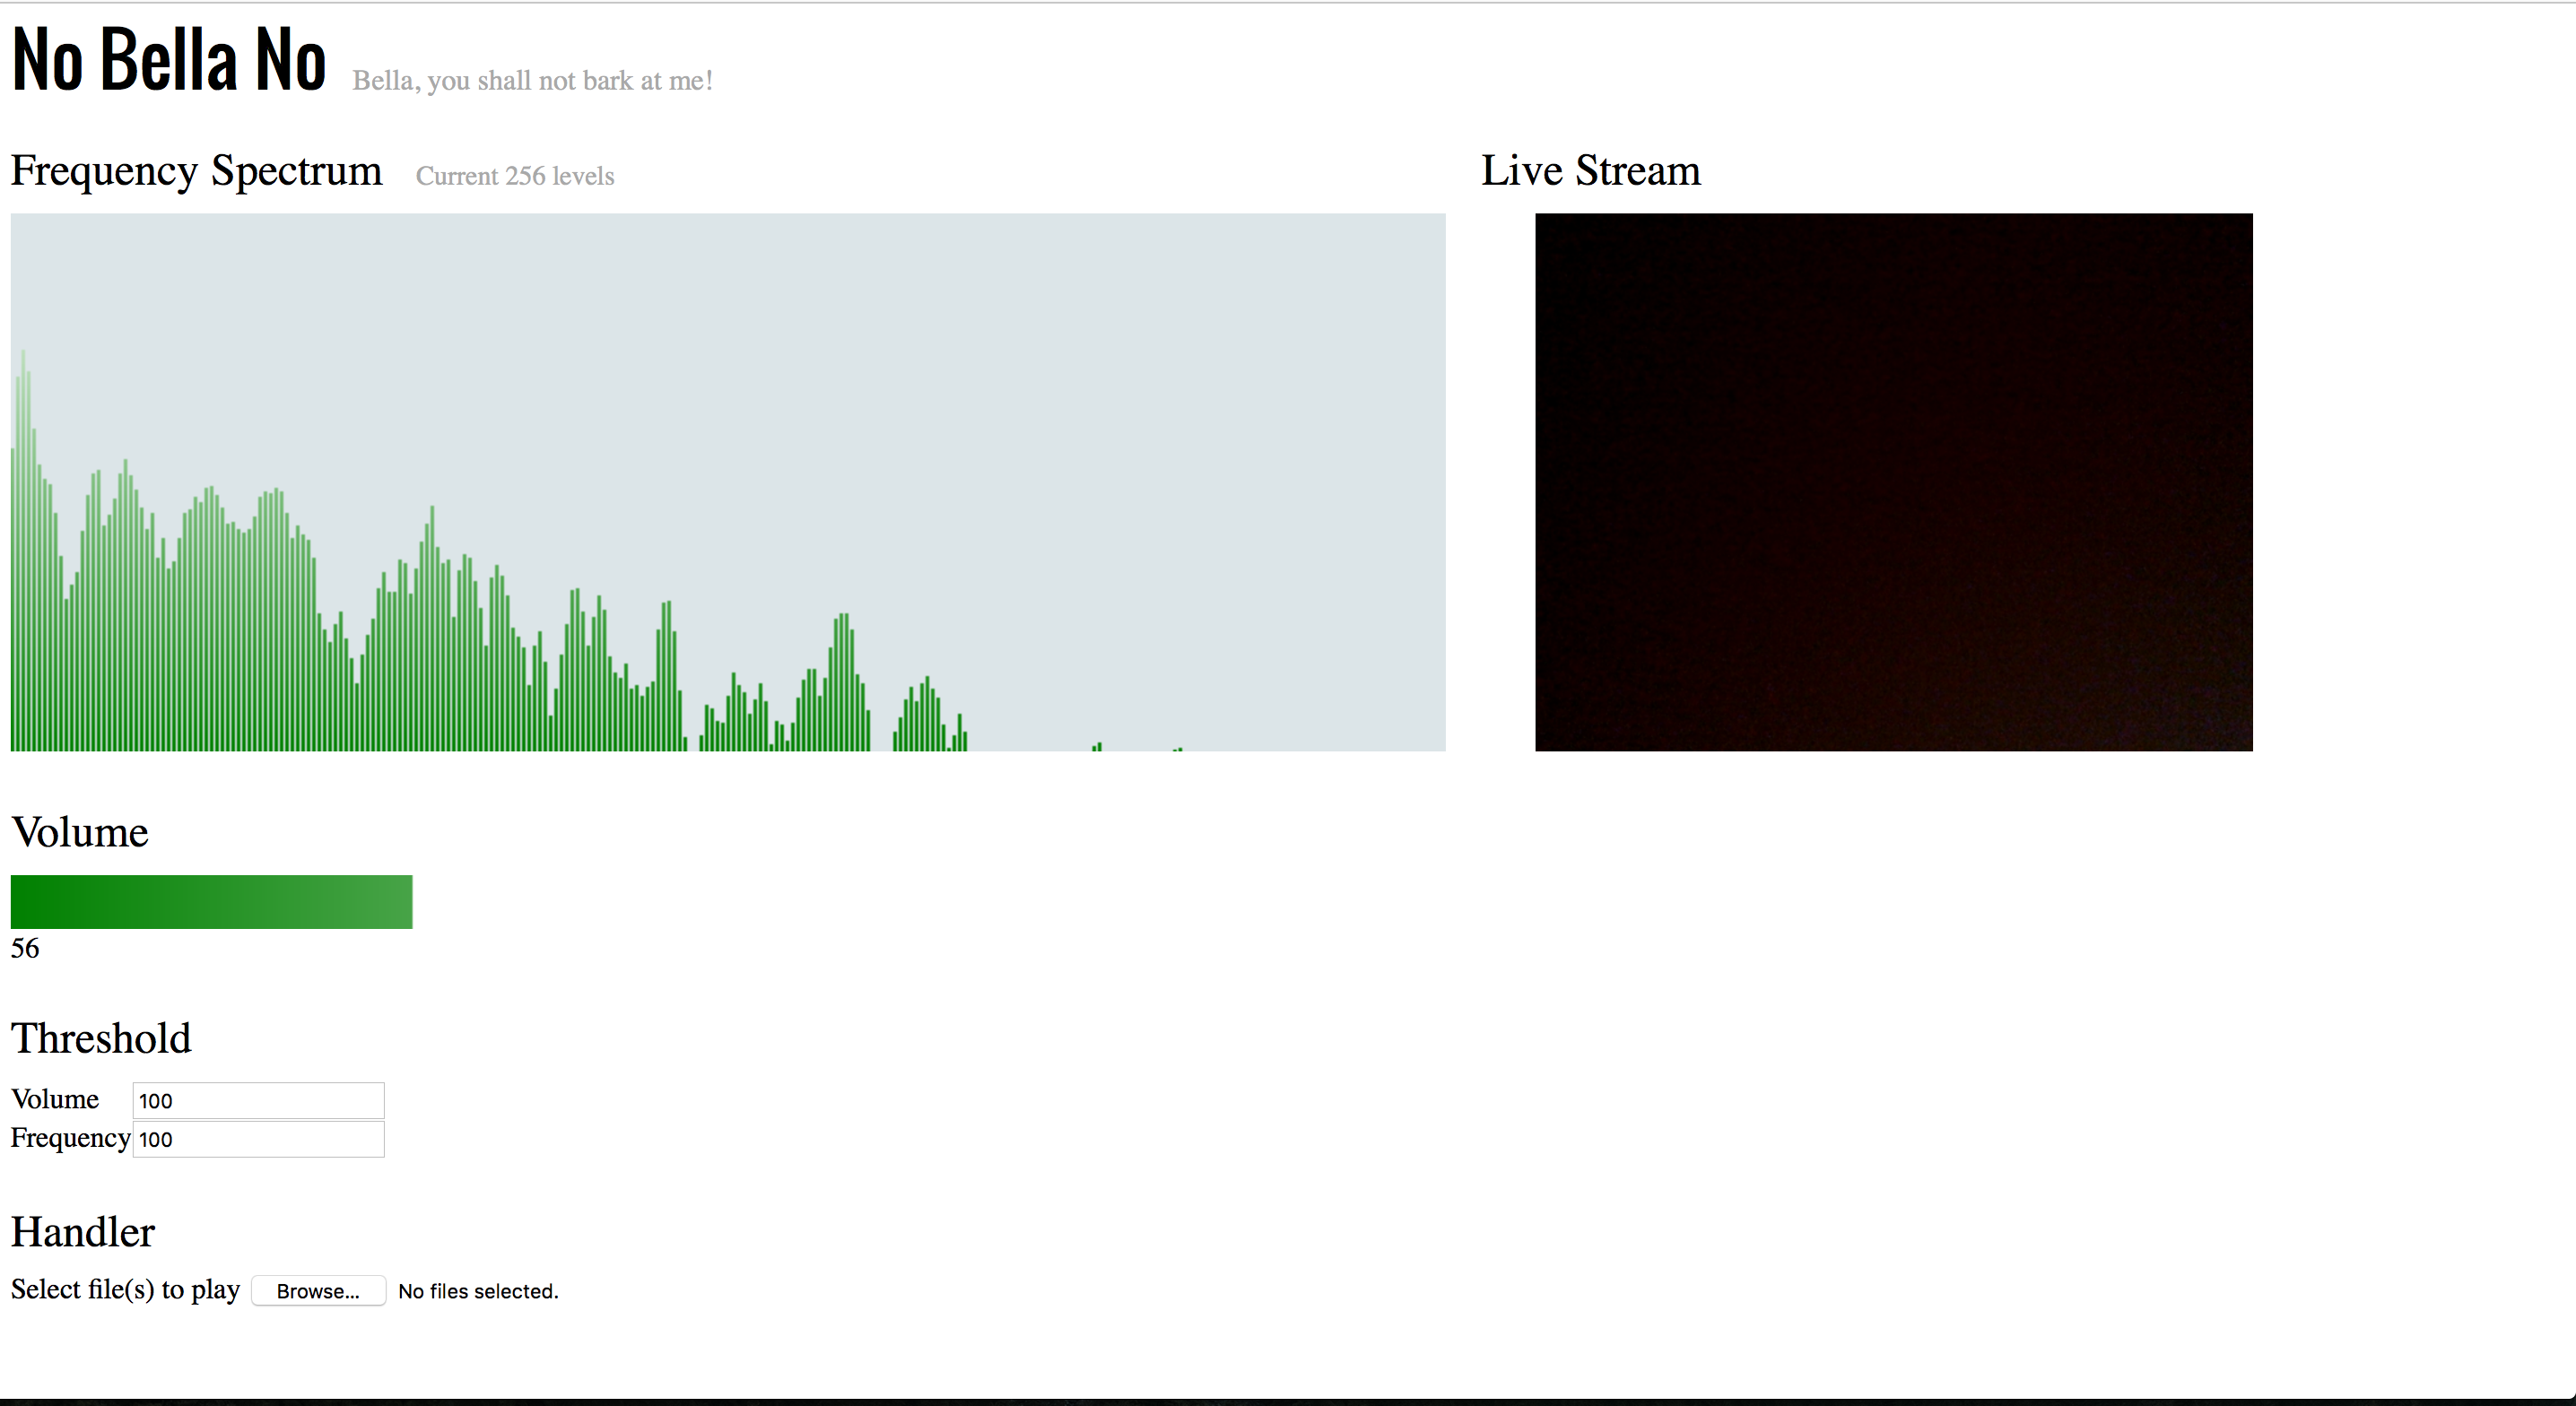 No Bella No Bella, you shall not bark at me!
Frequency Spectrum Current 256 levels
Live Stream
Volume
56
Threshold
Volume 100
Frequency 100
Handler
Select file(s) to play Browse... No files selected.